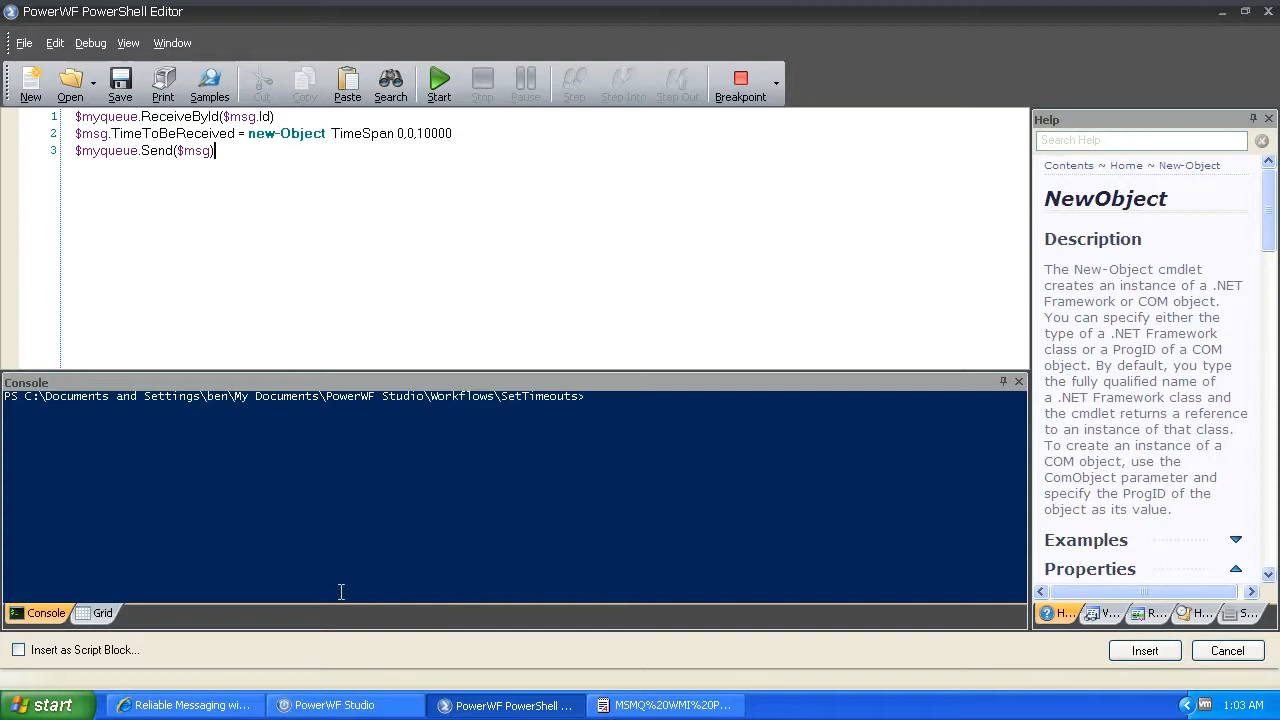 PowerWF PowerShell Editor
File Edit Debug View Window
New Open Save Print Samples Cut Copy Paste Search Start Stop Pause Step Step Into Step Out Breakpoint
1 $myqueue.ReceiveById($msg.Id)
2 $msg.TimeToBeReceived = new-Object TimeSpan 0,0,10000
3 $myqueue.Send($msg)
Help
Search Help
Contents ~ Home ~ New-Object
NewObject
Description
The New-Object cmdlet
creates an instance of a .NET
Framework or COM object.
You can specify either the
type of a .NET Framework
class or a ProgID of a COM
object. By default, you type
the fully qualified name of
a .NET Framework class and
the cmdlet returns a reference
to an instance of that class.
To create an instance of a
COM object, use the
ComObject parameter and
specify the ProgID of the
object as its value.
Examples
Properties
H... V... R... H... S...
Console
PS C:\Documents and Settings\ben\My Documents\PowerWF Studio\Workflows\SetTimeouts>
Console Grid
Insert as Script Block...
Insert Cancel
start Reliable Messaging wi... PowerWF Studio PowerWF PowerShell ... MSMQ%20WMI%20P... 1:03 AM